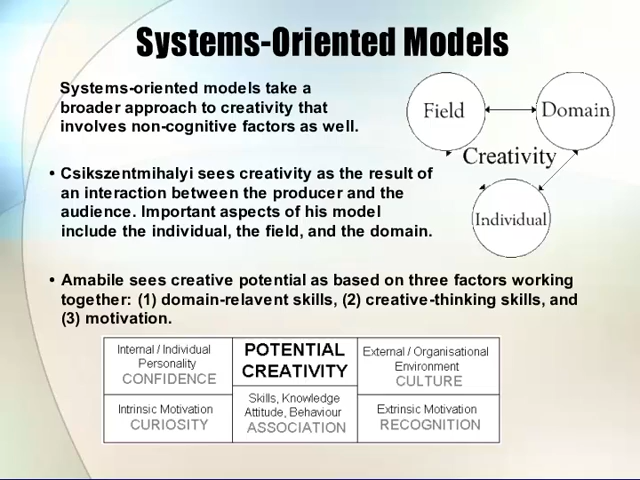 Systems-Oriented Models
Systems-oriented models take a
broader approach to creativity that
involves non-cognitive factors as well.
Field
Domain
Creativity
Individual
• Csikszentmihalyi sees creativity as the result of
an interaction between the producer and the
audience. Important aspects of his model
include the individual, the field, and the domain.
• Amabile sees creative potential as based on three factors working
together: (1) domain-relavent skills, (2) creative-thinking skills, and
(3) motivation.
Internal / Individual
Personality
CONFIDENCE
POTENTIAL
CREATIVITY
External / Organisational
Environment
CULTURE
Intrinsic Motivation
CURIOSITY
Skills, Knowledge
Attitude, Behaviour
ASSOCIATION
Extrinsic Motivation
RECOGNITION